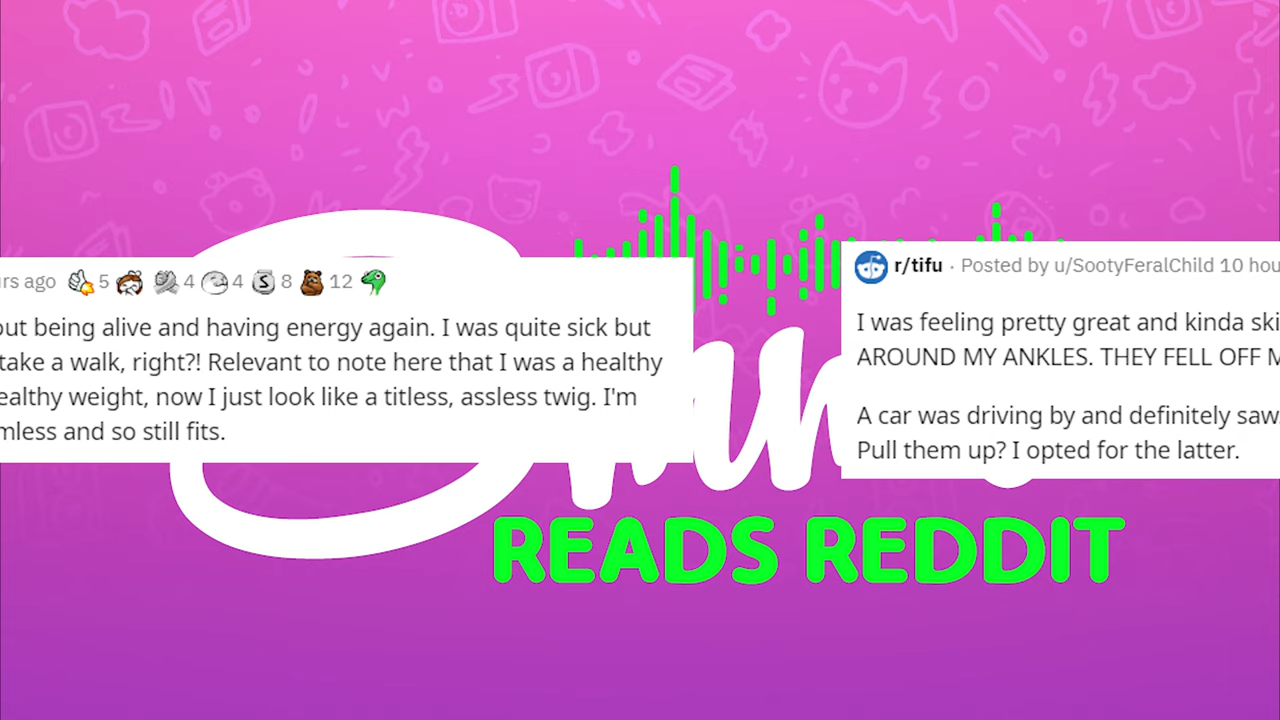 urs ago 5 4 4 8 12
out being alive and having energy again. I was quite sick but
take a walk, right?! Relevant to note here that I was a healthy
ealthy weight, now I just look like a titless, assless twig. I'm
mless and so still fits.
r/tifu · Posted by u/SootyFeralChild 10 hou
I was feeling pretty great and kinda ski
AROUND MY ANKLES. THEY FELL OFF M
A car was driving by and definitely saw.
Pull them up? I opted for the latter.
READS REDDIT